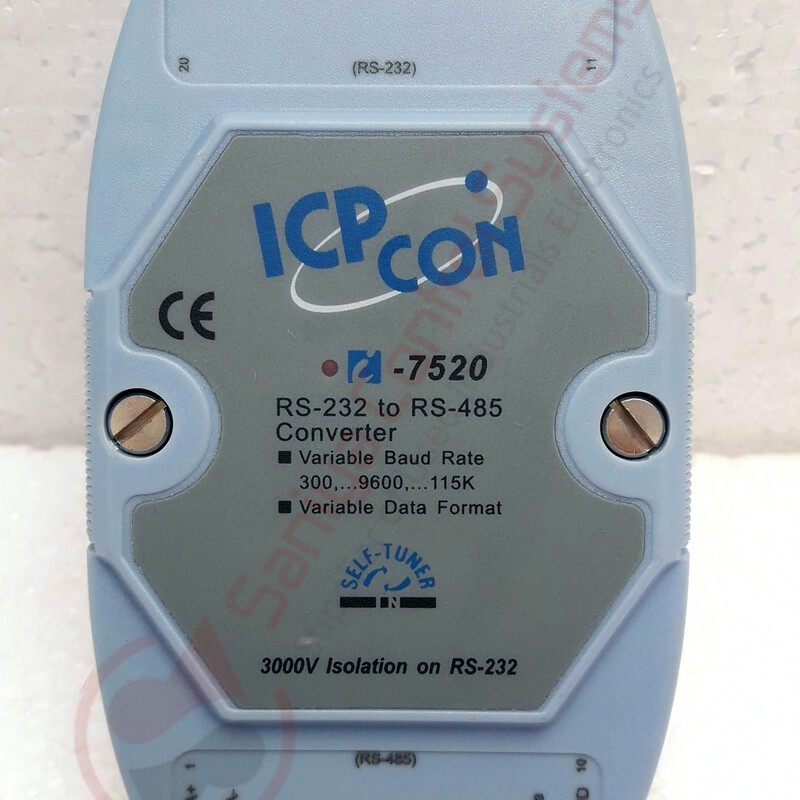 20 (RS-232) 11
ICP CON
CE
i-7520
RS-232 to RS-485
Converter
■ Variable Baud Rate
300,...9600,...115K
■ Variable Data Format
SELF-TUNER
IN
3000V Isolation on RS-232
1 (RS-485) 10